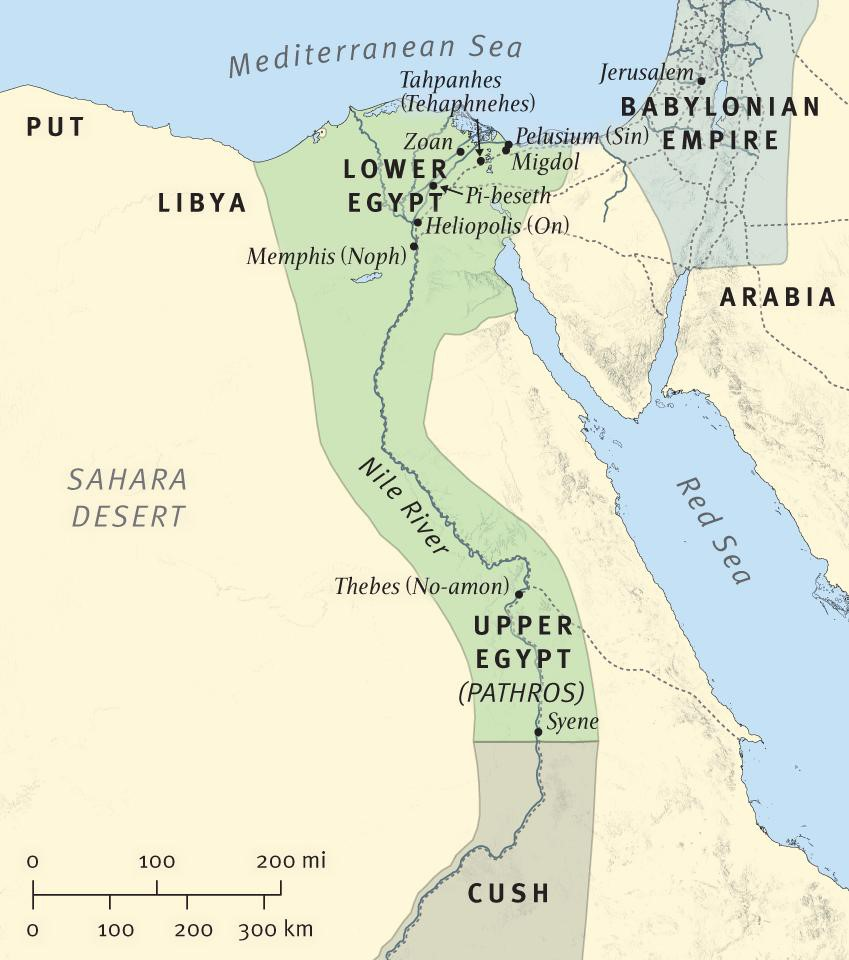 Mediterranean Sea
Tahpanhes
(Tehaphnehes)
Jerusalem
BABYLONIAN
EMPIRE
PUT
Zoan
Pelusium (Sin)
Migdol
LOWER
EGYPT
LIBYA
Pi-beseth
Heliopolis (On)
Memphis (Noph)
ARABIA
SAHARA
DESERT
Nile River
Red Sea
Thebes (No-amon)
UPPER
EGYPT
(PATHROS)
Syene
CUSH
0 100 200 mi
0 100 200 300 km